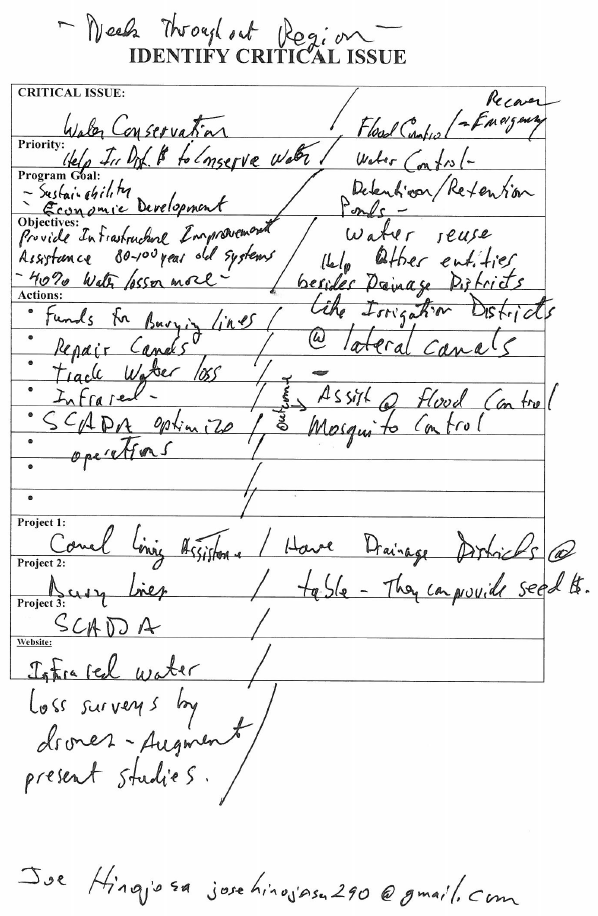 - Needs Throughout Region -
IDENTIFY CRITICAL ISSUE
CRITICAL ISSUE:
Water Conservation / Flood Control / - Emergency Recover
Priority:
Help Irr Dist. $ to Conserve Water / Water Control -
Program Goal:
- Sustainability
- Economic Development
Detention/Retention
Ponds -
Objectives:
Provide Infrastructure Improvement
Assistance 80-100 year old systems
- 40% Water loss or more -
Water reuse
Help Other entities
besides Drainage Districts
Like Irrigation Districts
@ lateral canals
-
Actions:
• Funds for Burying lines /
• Repair Canals /
• Track Water loss /
• Infrared -
• SCADA optimize
• operations
•
•
Outcome
Assist @ Flood Control
Mosquito Control
Project 1:
Canal lining Assistance / Have Drainage Districts @
Project 2:
Bury lines / table - They can provide seed $.
Project 3:
SCADA /
Website:
Infrared water
loss surveys by
drones - Augment
present studies.
Joe Hinojosa josehinojosa290@gmail.com